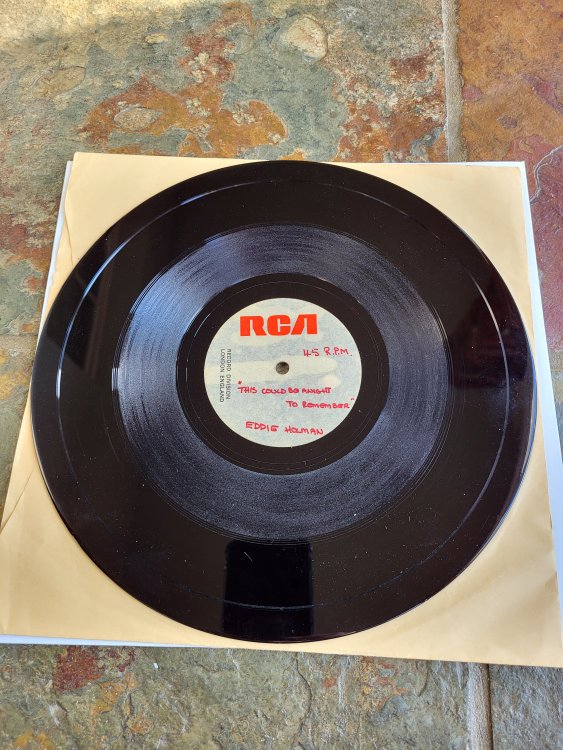 RCA
RECORD DIVISION
LONDON ENGLAND
45 R.P.M.
"THIS COULD BE A NIGHT
TO REMEMBER"
EDDIE HOLMAN